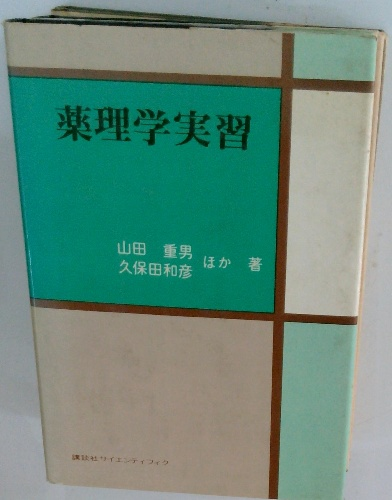 薬理学実習
山田 重男
久保田和彦
ほか 著
講談社サイエンティフィク